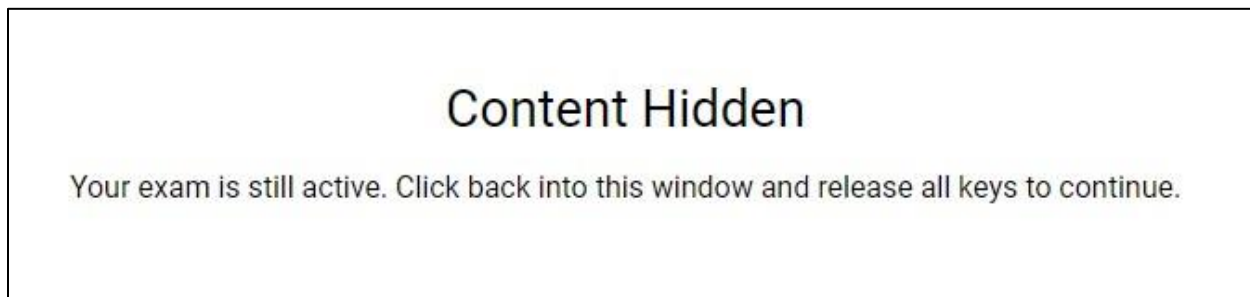 Content Hidden
Your exam is still active. Click back into this window and release all keys to continue.